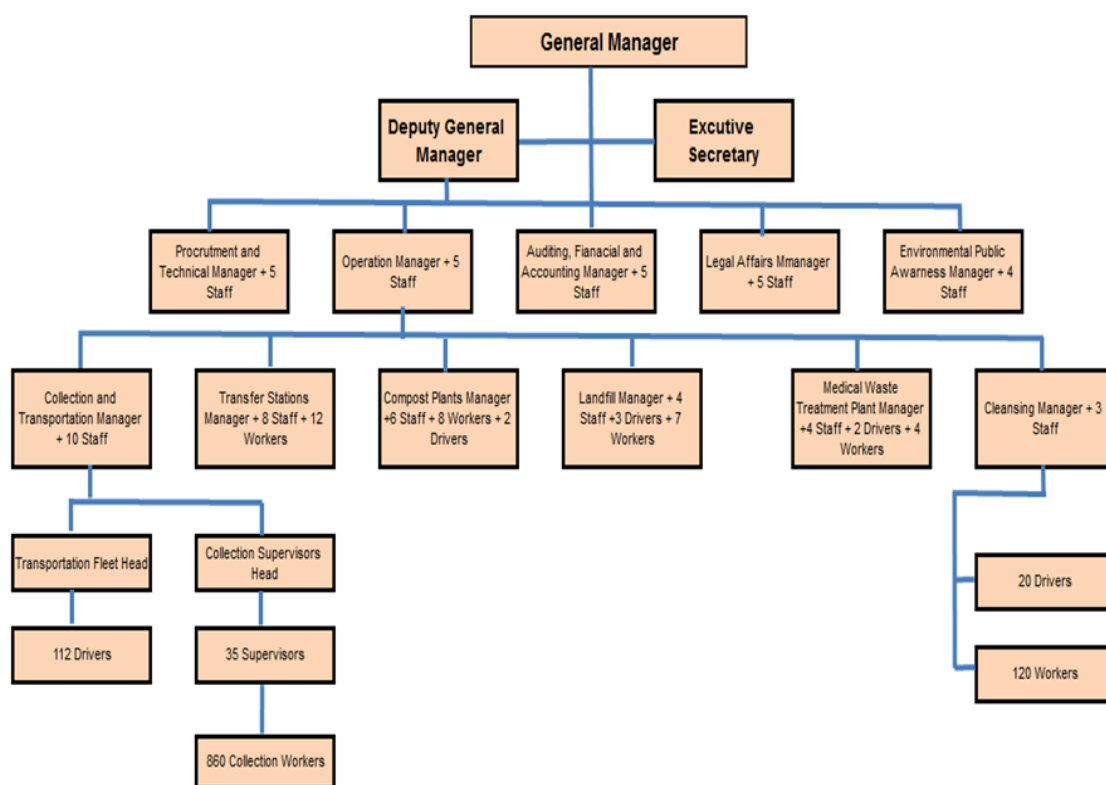 General Manager
Deputy General
Manager
Excutive
Secretary
Procrutment and
Technical Manager + 5
Staff
Operation Manager + 5
Staff
Auditing, Fianacial and
Accounting Manager + 5
Staff
Legal Affairs Mmanager
+ 5 Staff
Environmental Public
Awarness Manager + 4
Staff
Collection and
Transportation Manager
+ 10 Staff
Transfer Stations
Manager + 8 Staff + 12
Workers
Compost Plants Manager
+6 Staff + 8 Workers + 2
Drivers
Landfill Manager + 4
Staff +3 Drivers + 7
Workers
Medical Waste
Treatment Plant Manager
+4 Staff + 2 Drivers + 4
Workers
Cleansing Manager + 3
Staff
Transportation Fleet Head
Collection Supervisors
Head
20 Drivers
112 Drivers
35 Supervisors
120 Workers
860 Collection Workers